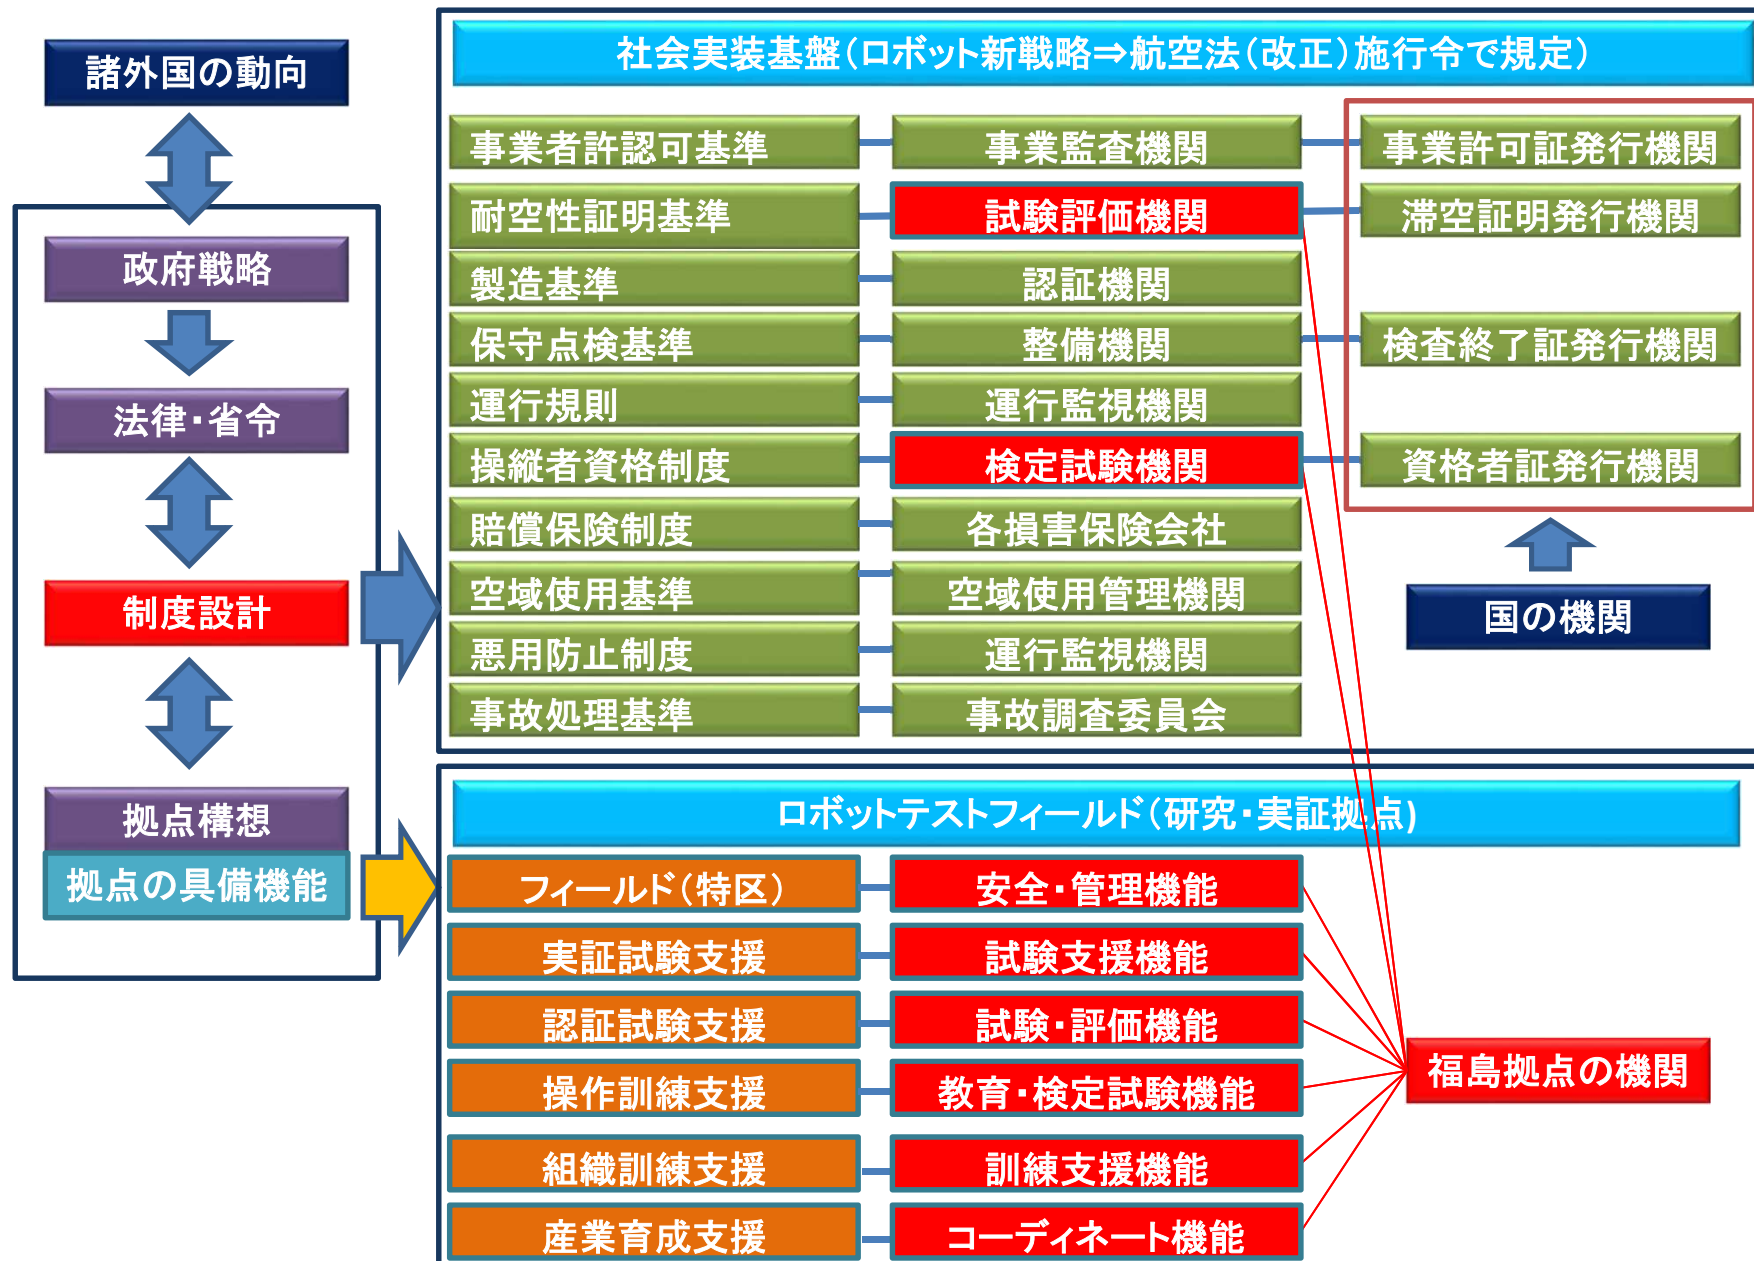 諸外国の動向
政府戦略
法律・省令
制度設計
拠点構想
拠点の具備機能
社会実装基盤（ロボット新戦略⇒航空法（改正）施行令で規定）
事業者許認可基準
事業監査機関
事業許可証発行機関
耐空性証明基準
試験評価機関
滞空証明発行機関
製造基準
認証機関
保守点検基準
整備機関
検査終了証発行機関
運行規則
運行監視機関
操縦者資格制度
検定試験機関
資格者証発行機関
賠償保険制度
各損害保険会社
空域使用基準
空域使用管理機関
国の機関
悪用防止制度
運行監視機関
事故処理基準
事故調査委員会
ロボットテストフィールド（研究・実証拠点)
フィールド（特区）
安全・管理機能
実証試験支援
試験支援機能
認証試験支援
試験・評価機能
操作訓練支援
教育・検定試験機能
福島拠点の機関
組織訓練支援
訓練支援機能
産業育成支援
コーディネート機能